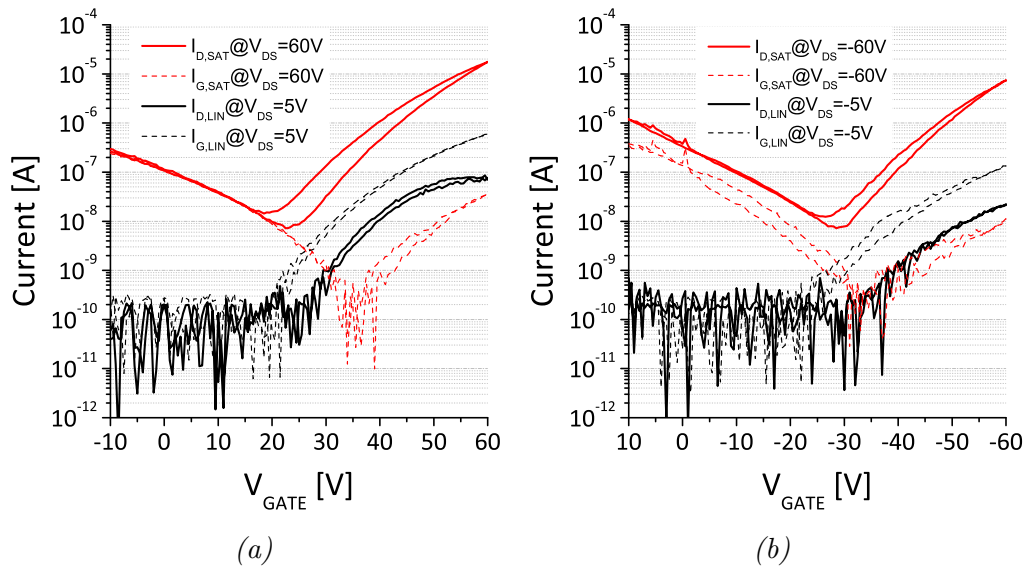 I_D,SAT@V_DS=60V
I_G,SAT@V_DS=60V
I_D,LIN@V_DS=5V
I_G,LIN@V_DS=5V
10^-4
10^-5
10^-6
10^-7
10^-8
10^-9
10^-10
10^-11
10^-12
Current [A]
-10 0 10 20 30 40 50 60
V_GATE [V]
(a)
I_D,SAT@V_DS=-60V
I_G,SAT@V_DS=-60V
I_D,LIN@V_DS=-5V
I_G,LIN@V_DS=-5V
10^-4
10^-5
10^-6
10^-7
10^-8
10^-9
10^-10
10^-11
10^-12
Current [A]
10 0 -10 -20 -30 -40 -50 -60
V_GATE [V]
(b)